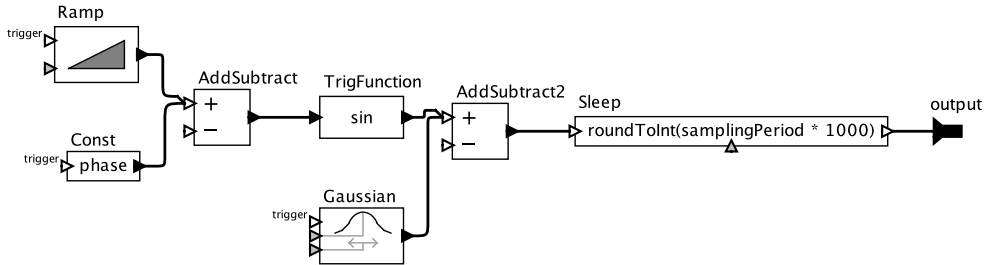 Ramp
trigger
AddSubtract
+
−
Const
trigger
phase
TrigFunction
sin
AddSubtract2
+
−
Gaussian
trigger
Sleep
roundToInt(samplingPeriod * 1000)
output